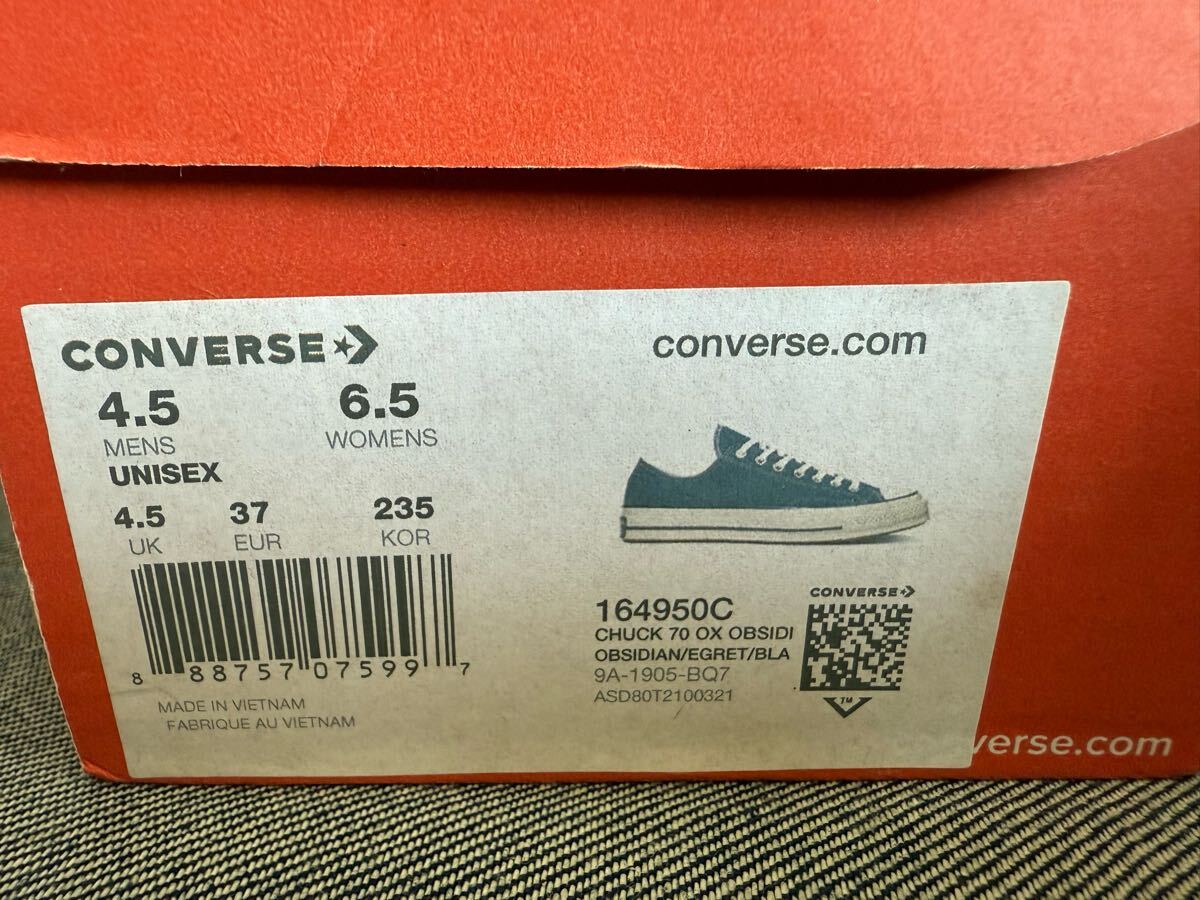 CONVERSE
converse.com
4.5 6.5
MENS WOMENS
UNISEX
4.5 37 235
UK EUR KOR
8 88757 07599 7
MADE IN VIETNAM
FABRIQUE AU VIETNAM
164950C
CHUCK 70 OX OBSIDI
OBSIDIAN/EGRET/BLA
9A-1905-BQ7
ASD80T2100321
CONVERSE
TM
verse.com